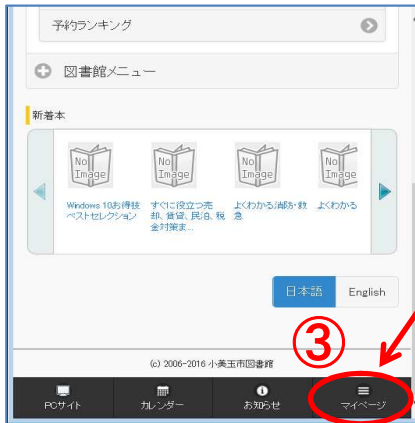 予約ランキング
図書館メニュー
新着本
No Image
No Image
No Image
No Image
Windows 10お得技ベストセレクション
すぐに役立つ売却、賃貸、民泊、税金対策ま...
よくわかる消防・救急
よくわかる
日本語 English
③
(c) 2006-2016 小美玉市図書館
PCサイト カレンダー お知らせ マイページ